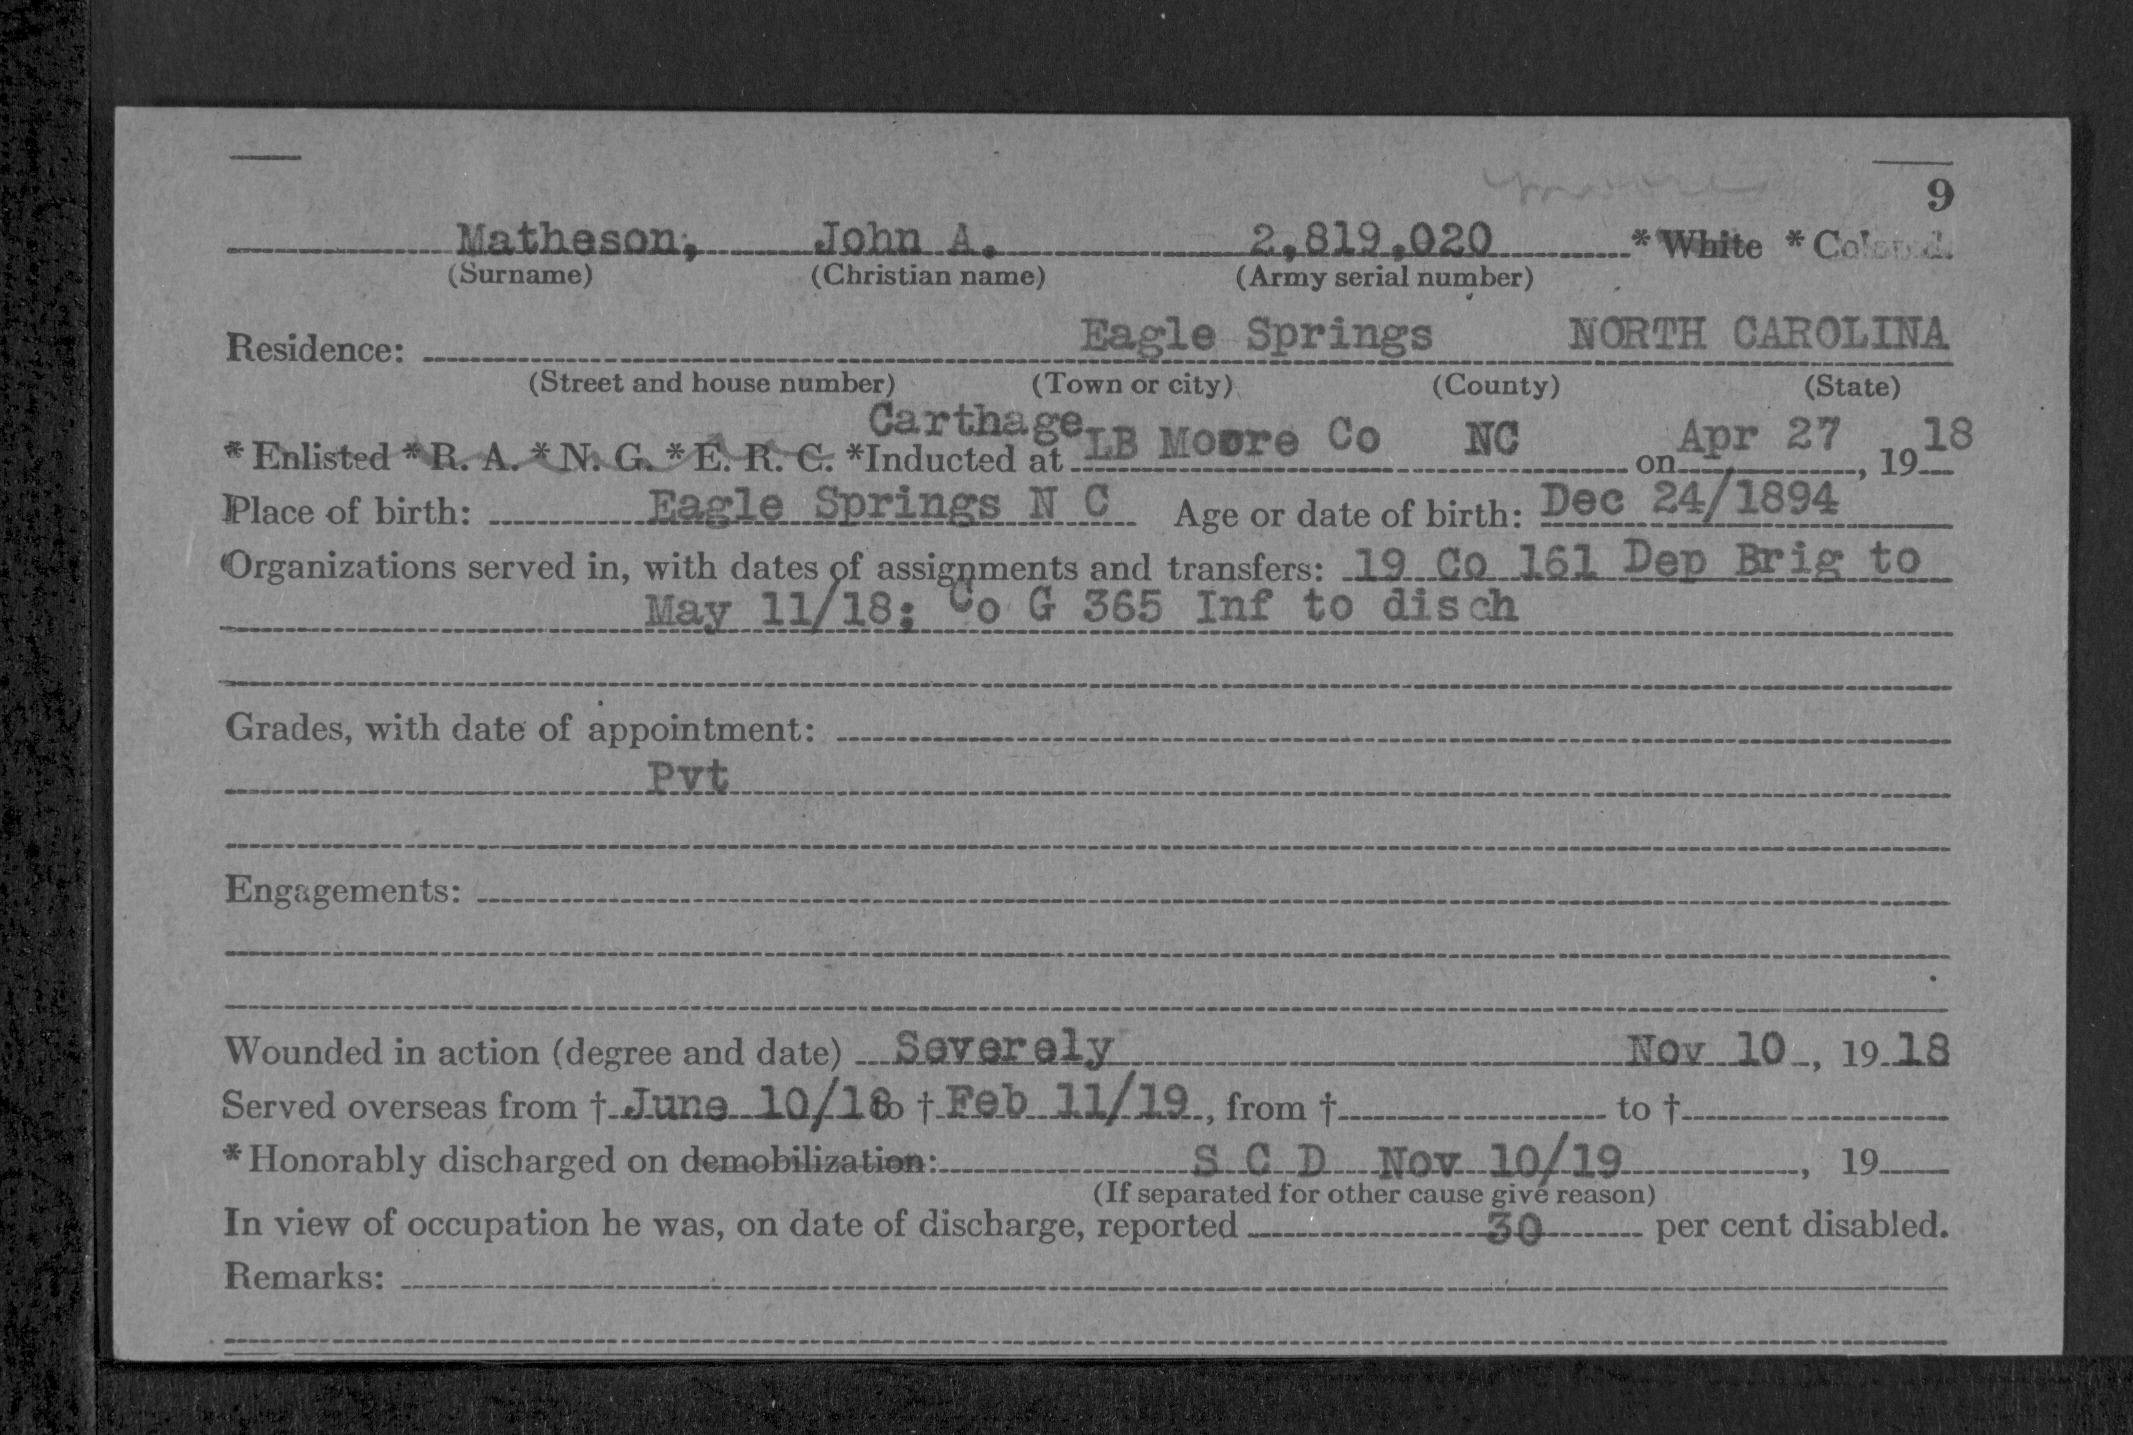 9
Matheson, John A. 2,819,020 *White *Colored.
(Surname) (Christian name) (Army serial number)
Residence: Eagle Springs NORTH CAROLINA
(Street and house number) (Town or city) (County) (State)
Carthage
*Enlisted *R. A. *N. G. *E. R. C. *Inducted at LB Moore Co NC on Apr 27, 1918
Place of birth: Eagle Springs N C Age or date of birth: Dec 24/1894
Organizations served in, with dates of assignments and transfers: 19 Co 161 Dep Brig to
May 11/18; Co G 365 Inf to disch
Grades, with date of appointment:
Pvt
Engagements:
Wounded in action (degree and date) Severely Nov 10, 1918
Served overseas from † June 10/18 to † Feb 11/19, from † to †
*Honorably discharged on demobilization: S C D Nov 10/19, 19
(If separated for other cause give reason)
In view of occupation he was, on date of discharge, reported 30 per cent disabled.
Remarks: